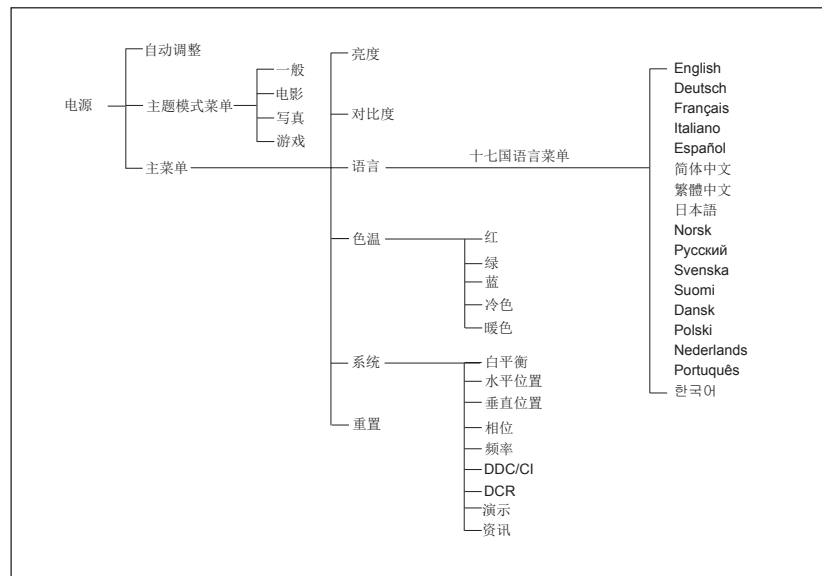 电源
自动调整
主题模式菜单
一般
电影
写真
游戏
主菜单
亮度
对比度
语言
十七国语言菜单
English
Deutsch
Français
Italiano
Español
简体中文
繁體中文
日本語
Norsk
Русский
Svenska
Suomi
Dansk
Polski
Nederlands
Português
한국어
色温
红
绿
蓝
冷色
暖色
系统
白平衡
水平位置
垂直位置
相位
频率
DDC/CI
DCR
演示
资讯
重置